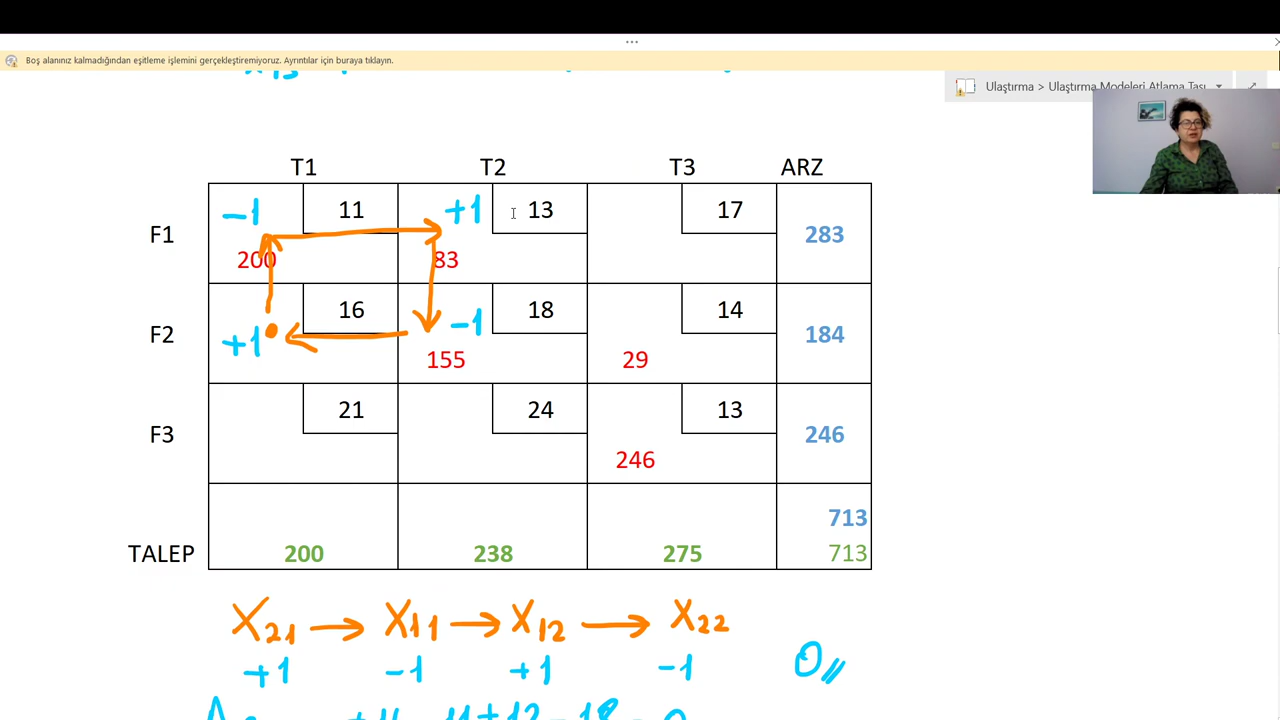 Boş alanınız kalmadığından eşitleme işlemini gerçekleştiremiyoruz. Ayrıntılar için buraya tıklayın.
Ulaştırma > Ulaştırma Modeleri Atlama Taşı
T1 T2 T3 ARZ
-1 11 +1 13 17
F1 283
200 83
16 18 14
F2 +1 -1 184
155 29
21 24 13
F3 246
246
713
TALEP 200 238 275 713
X21 → X11 → X12 → X22
+1 -1 +1 -1 0//